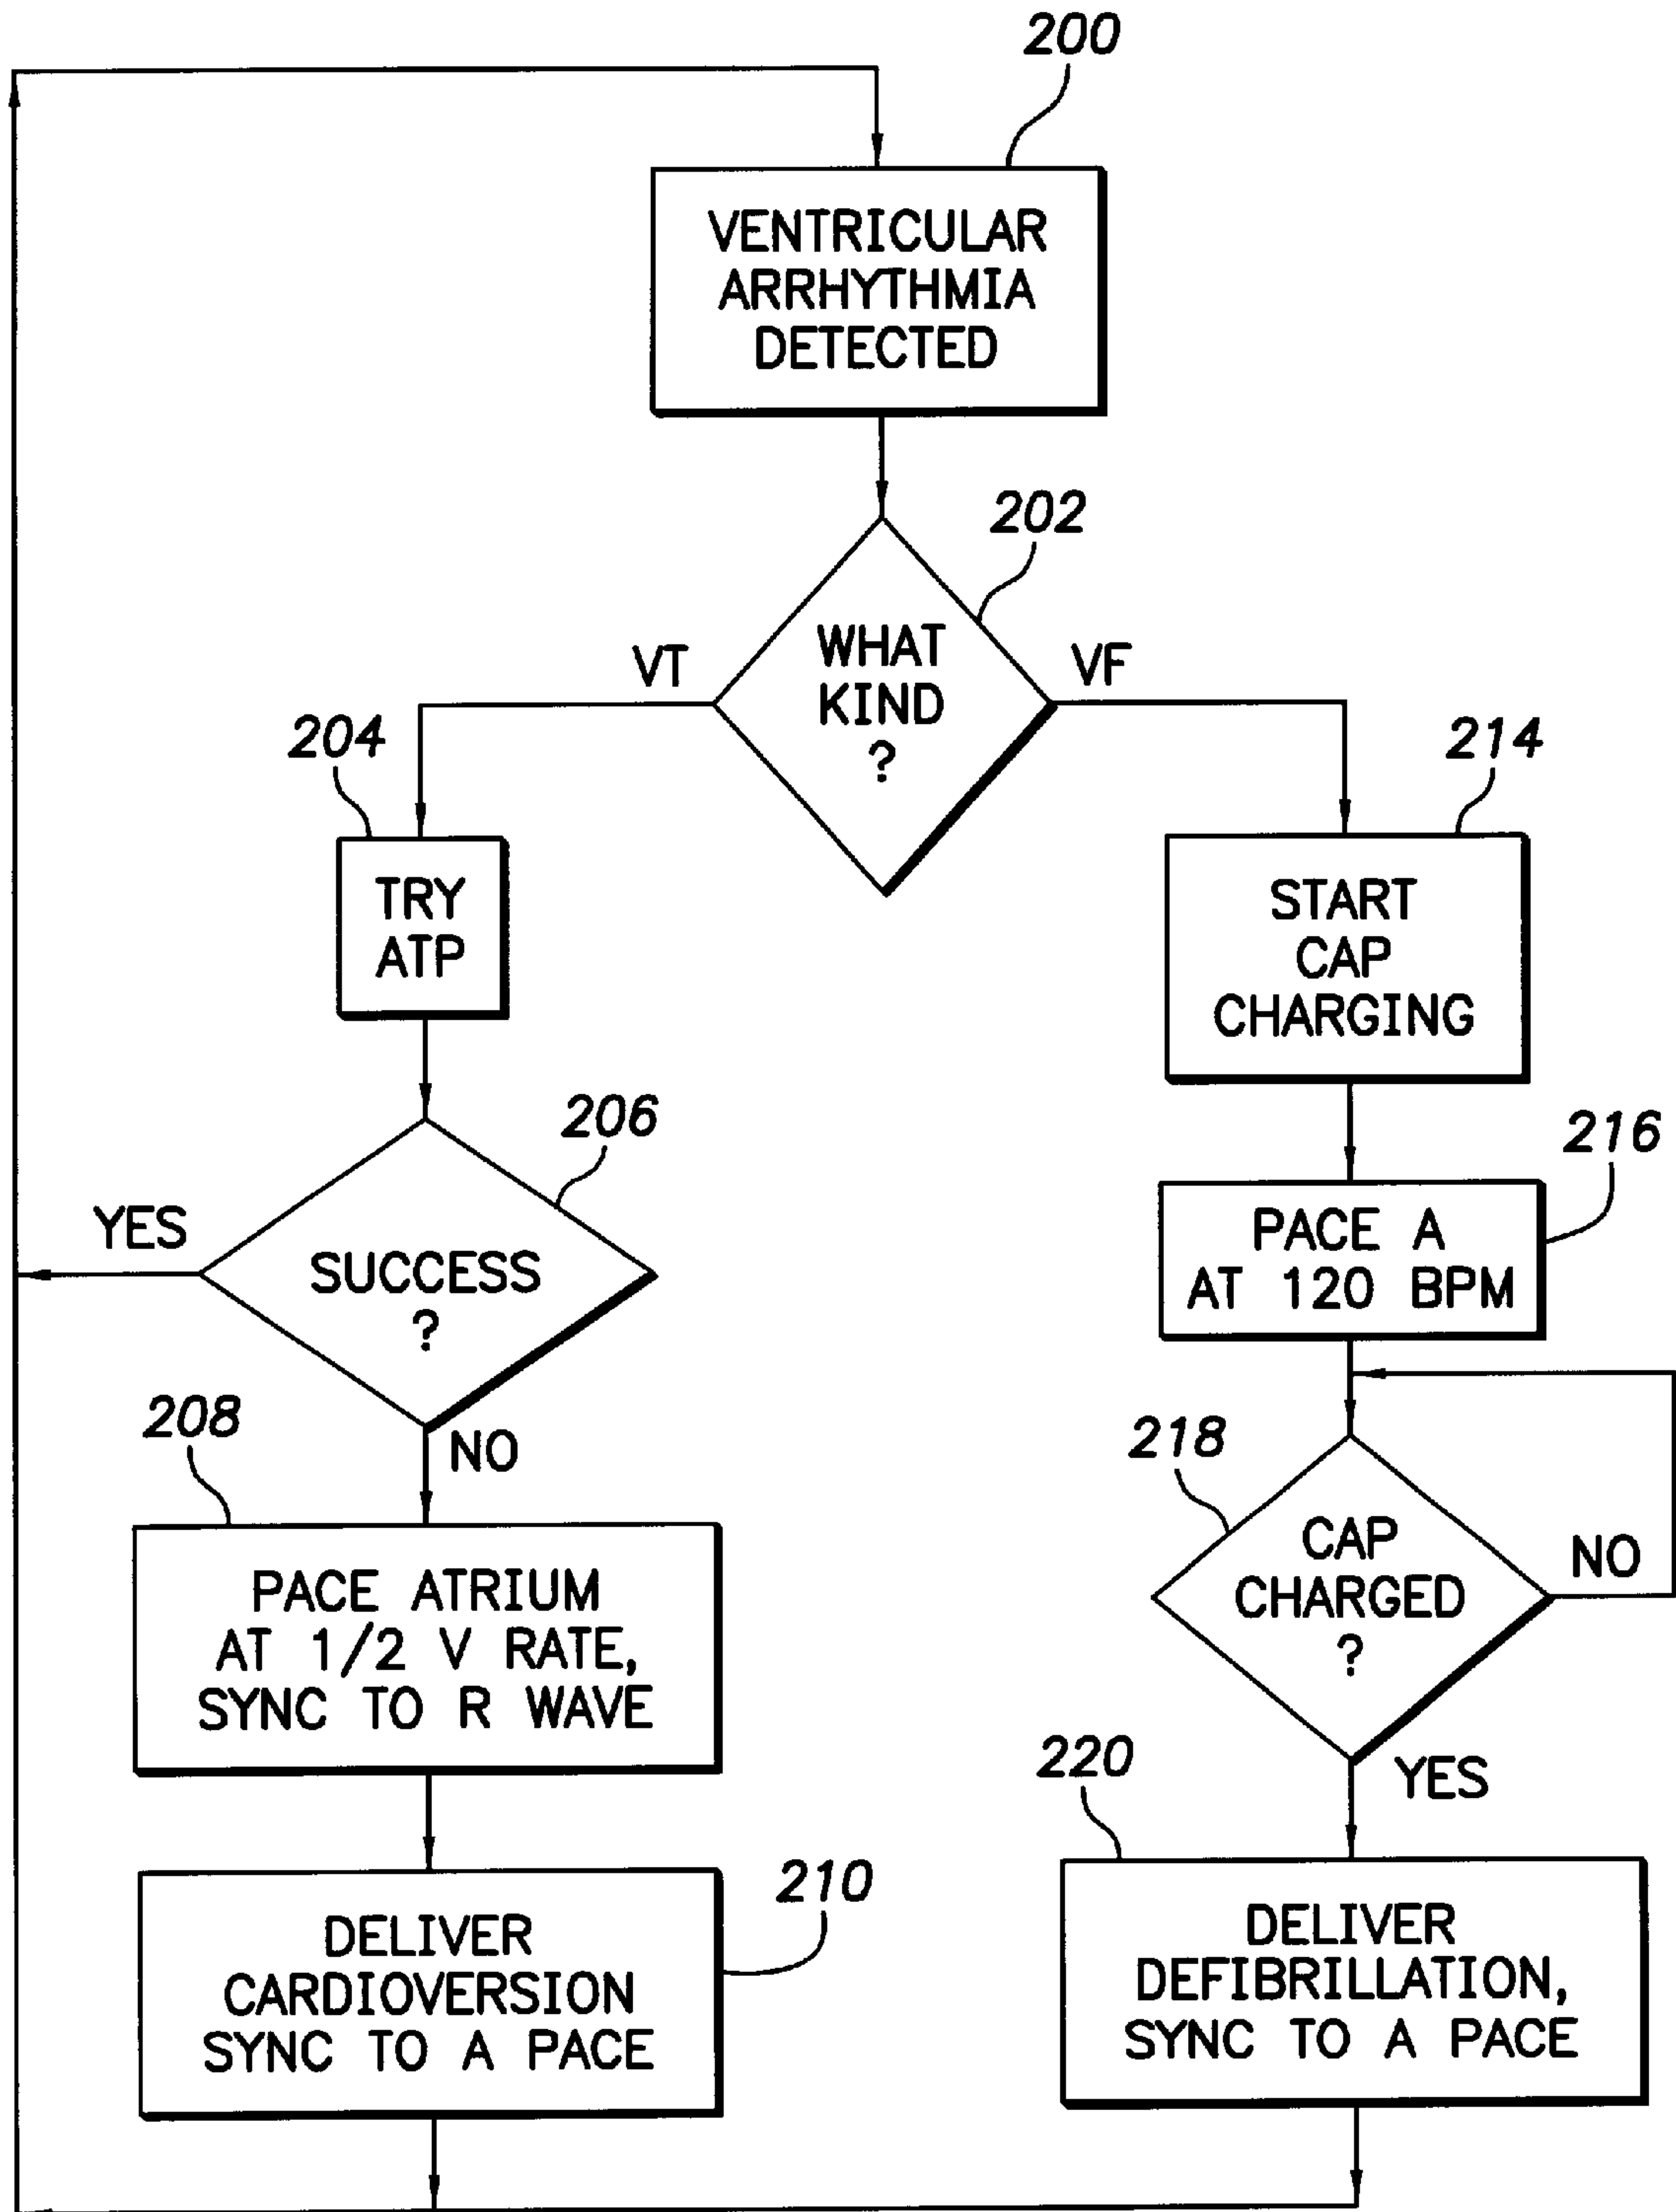 200
VENTRICULAR
ARRHYTHMIA
DETECTED
202
WHAT
KIND
?
VT
VF
204
TRY
ATP
214
START
CAP
CHARGING
206
SUCCESS
?
YES
NO
216
PACE A
AT 120 BPM
208
PACE ATRIUM
AT 1/2 V RATE,
SYNC TO R WAVE
218
CAP
CHARGED
?
NO
YES
210
DELIVER
CARDIOVERSION
SYNC TO A PACE
220
DELIVER
DEFIBRILLATION,
SYNC TO A PACE